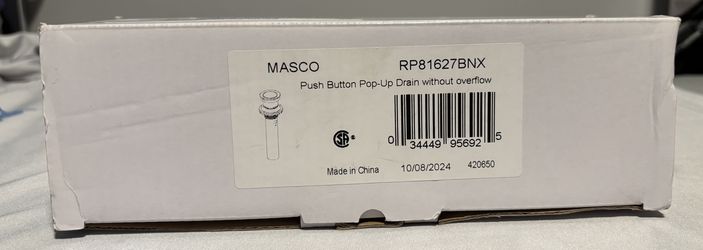 MASCO RP81627BNX
Push Button Pop-Up Drain without overflow
0 34449 95692 5
Made in China 10/08/2024 420650